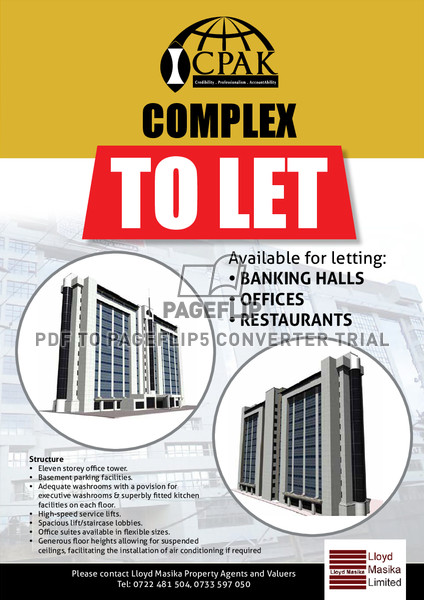 ICPAK
Credibility . Professionalism . AccountAbility
COMPLEX
TO LET
Available for letting:
• BANKING HALLS
• OFFICES
• RESTAURANTS
PAGEFLIP
PDF TO PAGEFLIP5 CONVERTER TRIAL
Structure
• Eleven storey office tower.
• Basement parking facilities.
• Adequate washrooms with a povision for
executive washrooms & superbly fitted kitchen
facilities on each floor.
• High-speed service lifts.
• Spacious lift/staircase lobbies.
• Office suites available in flexible sizes.
• Generous floor heights allowing for suspended
ceilings, facilitating the installation of air conditioning if required
Please contact Lloyd Masika Property Agents and Valuers
Tel: 0722 481 504, 0733 597 050
Lloyd Masika
Lloyd
Masika
Limited